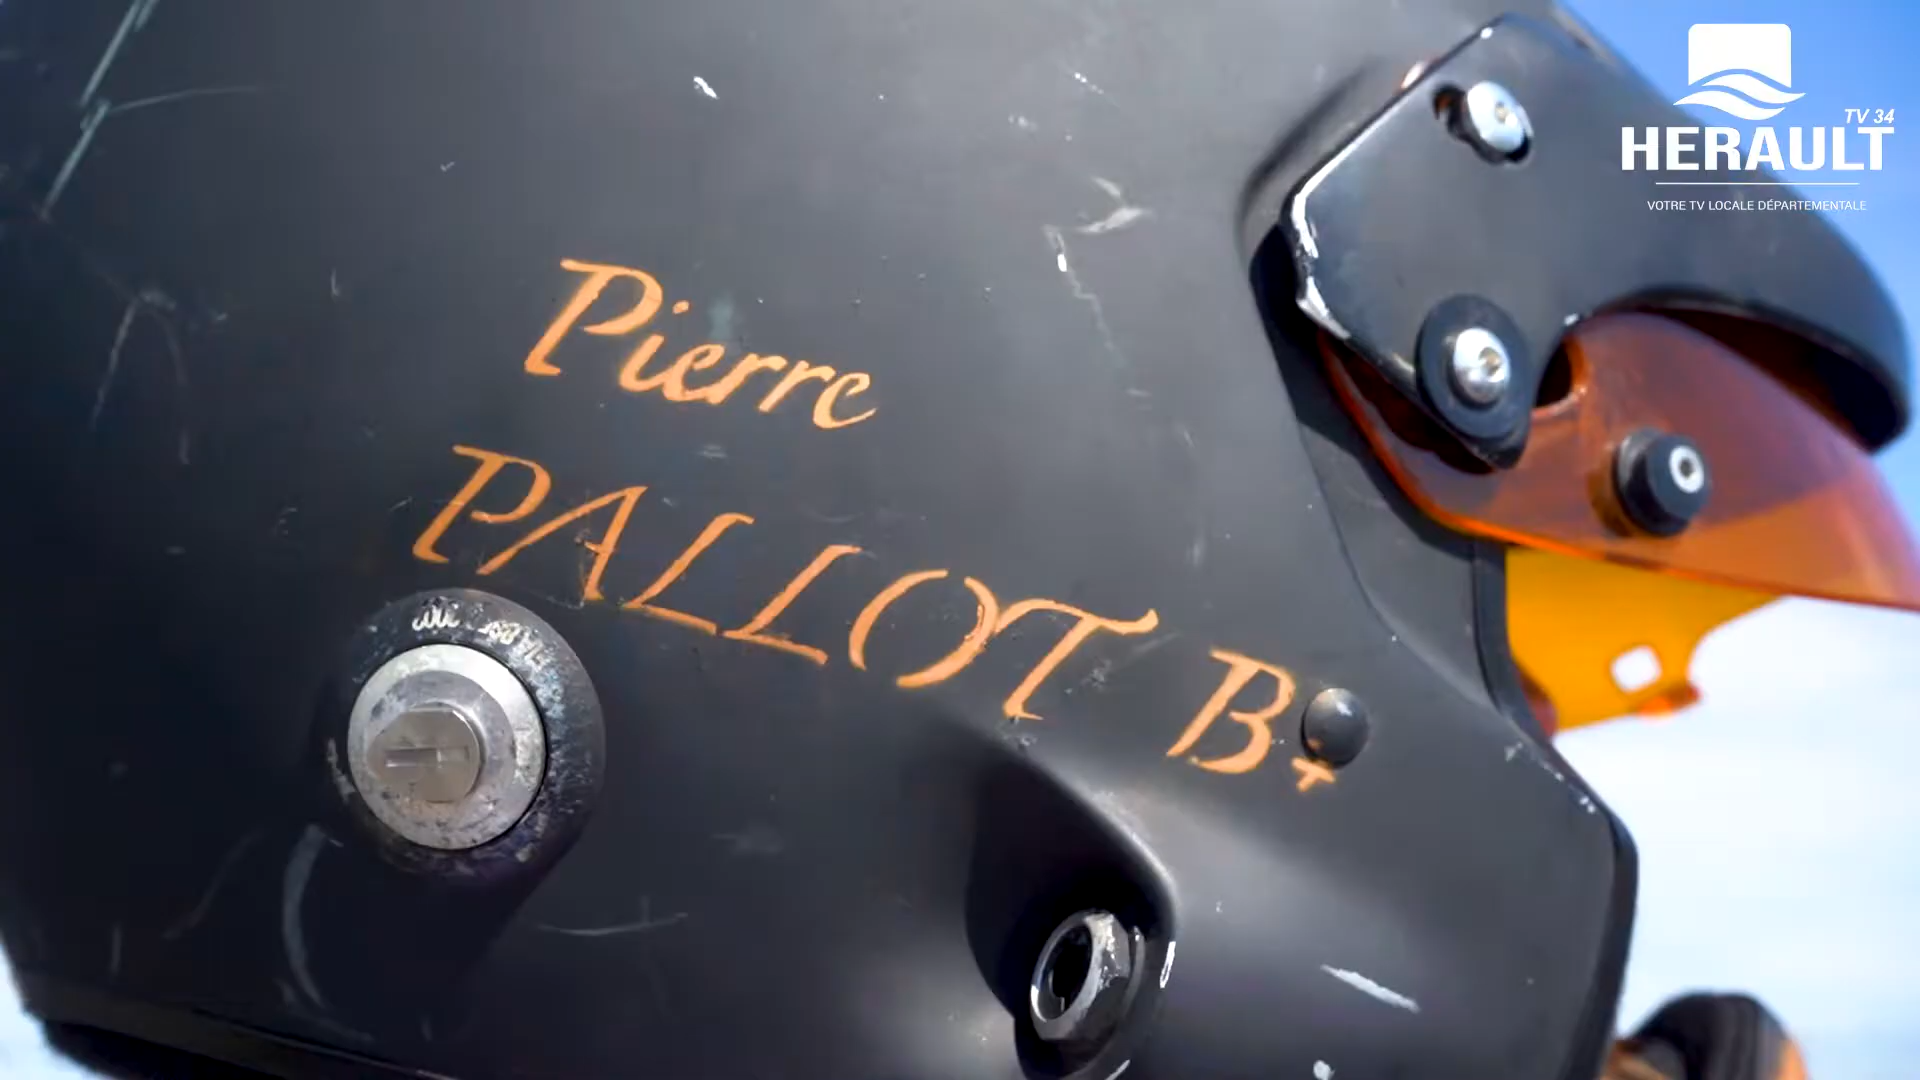 TV 34
HERAULT
VOTRE TV LOCALE DÉPARTEMENTALE
Pierre
PALLOT B+